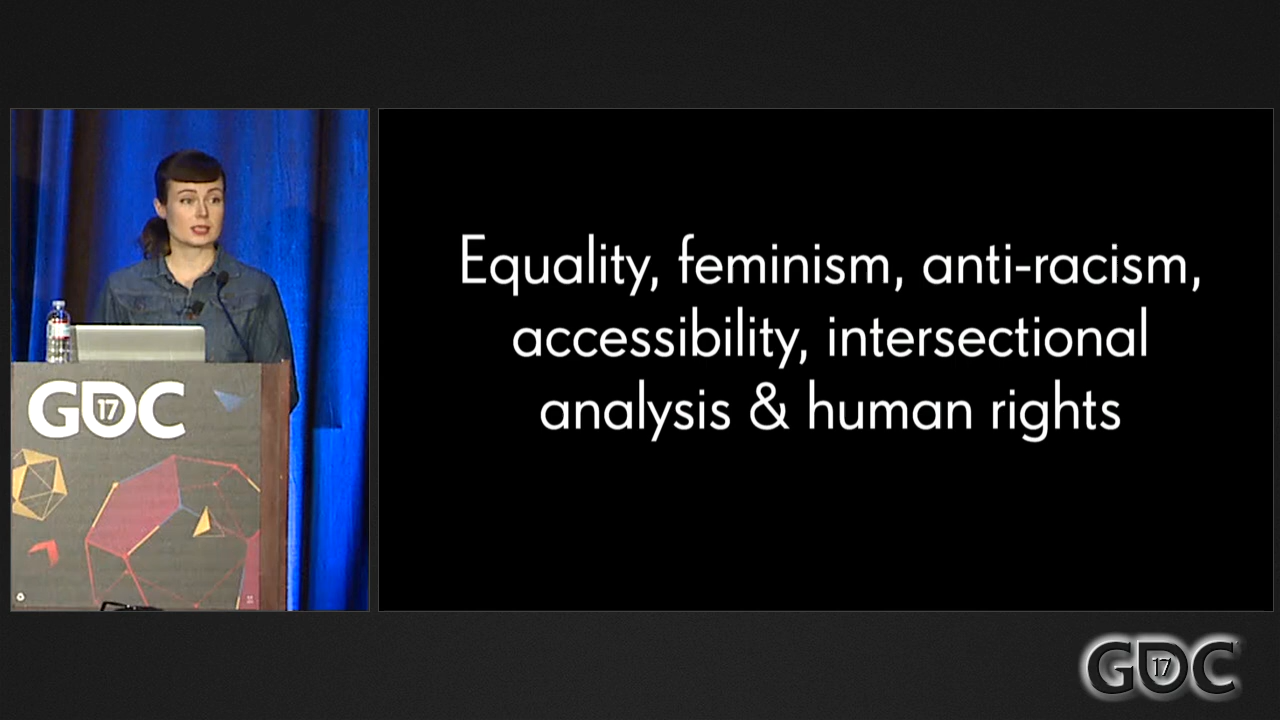 GDC
17
Equality, feminism, anti-racism,
accessibility, intersectional
analysis & human rights
GDC
17